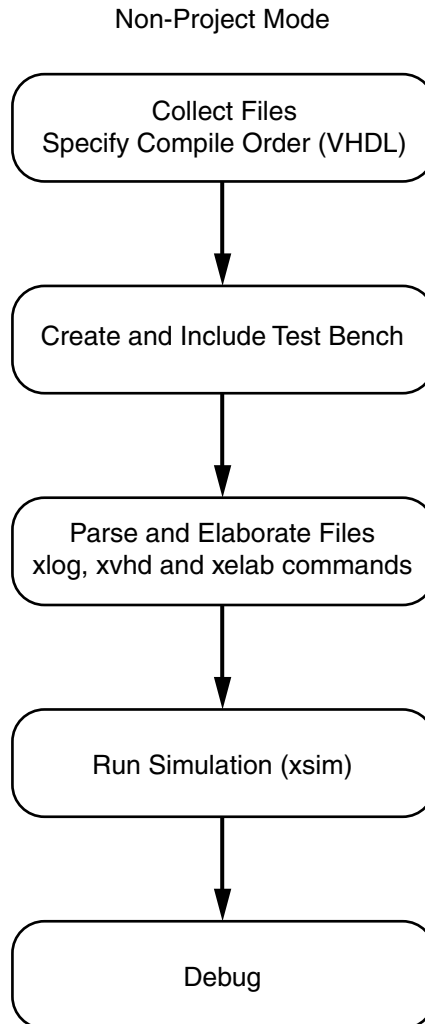 Non-Project Mode
Collect Files
Specify Compile Order (VHDL)
Create and Include Test Bench
Parse and Elaborate Files
xlog, xvhd and xelab commands
Run Simulation (xsim)
Debug